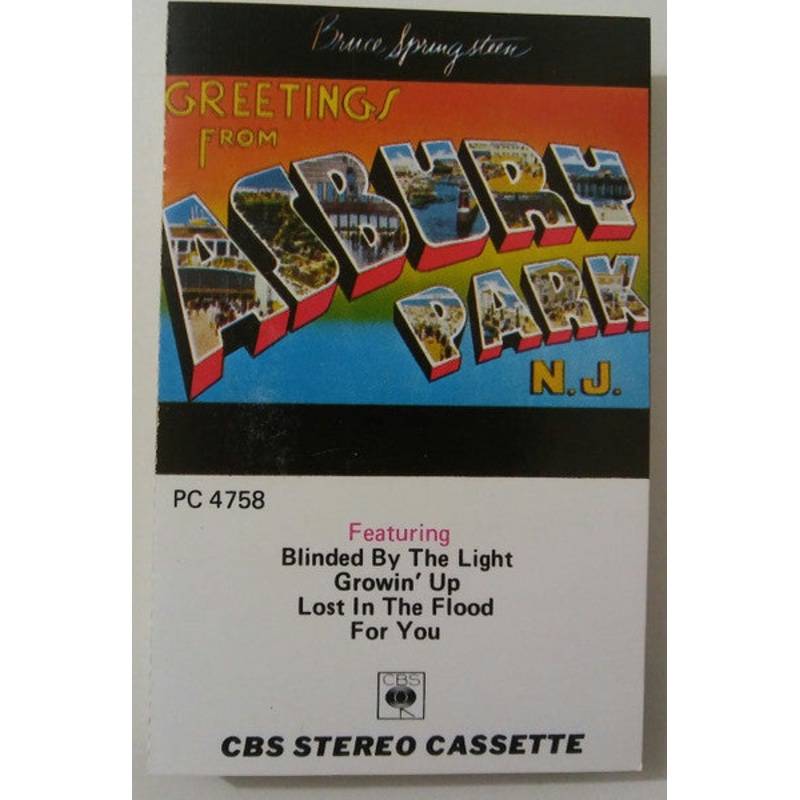 Bruce Springsteen
GREETINGS
FROM
ASBURY
PARK
N.J.
PC 4758
Featuring
Blinded By The Light
Growin' Up
Lost In The Flood
For You
CBS
CBS STEREO CASSETTE